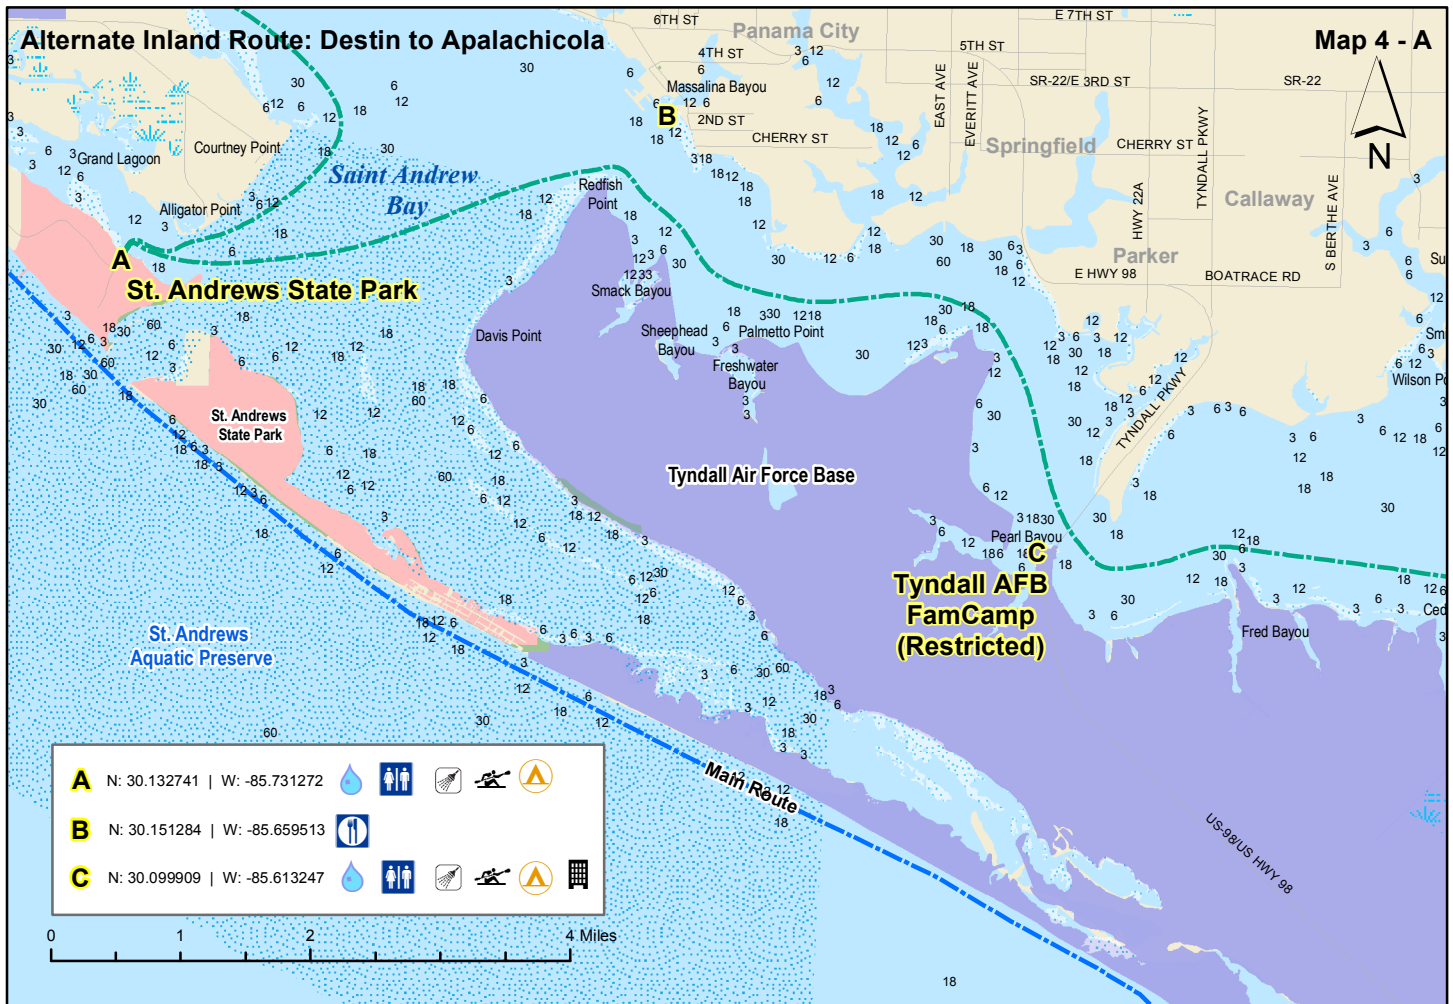 Alternate Inland Route: Destin to Apalachicola
Map 4 - A
N
Panama City
6TH ST
4TH ST
E 7TH ST
5TH ST
SR-22/E 3RD ST
SR-22
Massalina Bayou
B
2ND ST
CHERRY ST
EAST AVE
EVERITT AVE
Springfield
CHERRY ST
HWY 22A
TYNDALL PKWY
Callaway
S BERTHE AVE
Parker
E HWY 98
BOATRACE RD
Grand Lagoon
Courtney Point
Alligator Point
Saint Andrew
Bay
Redfish
Point
A
St. Andrews State Park
Smack Bayou
Davis Point
Sheephead
Bayou
Palmetto Point
Freshwater
Bayou
Wilson Po
TYNDALL PKWY
St. Andrews
State Park
Tyndall Air Force Base
Pearl Bayou
C
Tyndall AFB
FamCamp
(Restricted)
Fred Bayou
Ced
St. Andrews
Aquatic Preserve
Main Route
US-98/US HWY 98
A N: 30.132741 | W: -85.731272
B N: 30.151284 | W: -85.659513
C N: 30.099909 | W: -85.613247
0 1 2 4 Miles